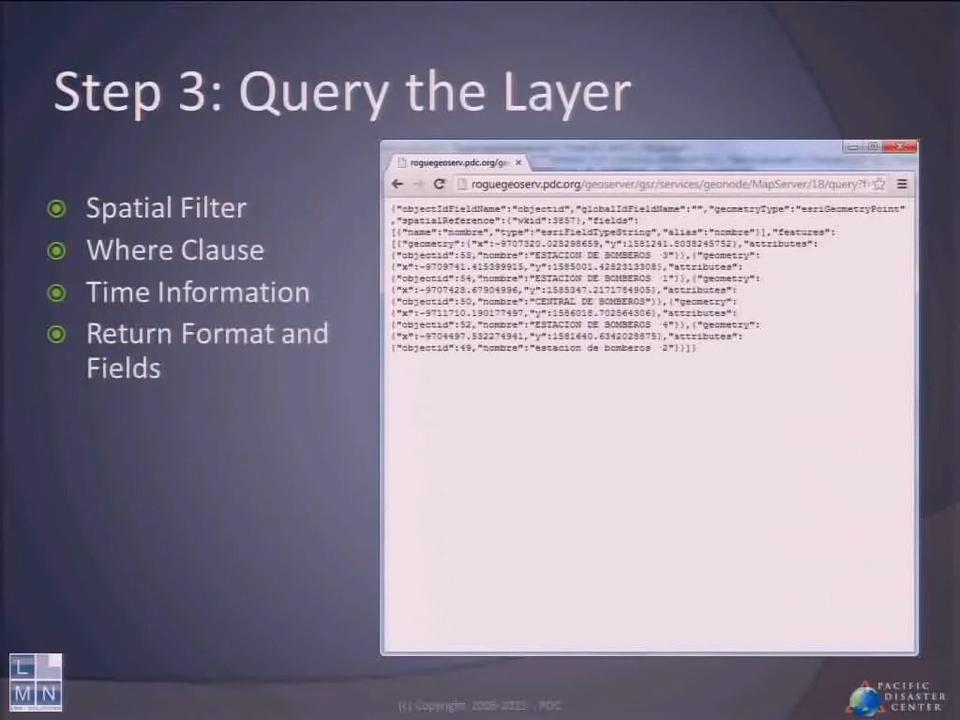 Step 3: Query the Layer
Spatial Filter
Where Clause
Time Information
Return Format and
Fields
roguegeoserv.pdc.org/ge
roguegeoserv.pdc.org/geoserver/gsr/services/geonode/MapServer/18/query?f
{"objectIdFieldName":"objectid","globalIdFieldName":"","geometryType":"esriGeometryPoint"
,"spatialReference":{"wkid":3857},"fields":
[{"name":"nombre","type":"esriFieldTypeString","alias":"nombre"}],"features":
[{"geometry":{"x":-9707320.025298659,"y":1581241.8038245752},"attributes":
{"objectid":53,"nombre":"ESTACION DE BOMBEROS 3"}},{"geometry":
{"x":-9709741.415399915,"y":1585001.4282313308},"attributes":
{"objectid":54,"nombre":"ESTACION DE BOMBEROS 1"}},{"geometry":
{"x":-9707428.67904996,"y":1585347.2171784905},"attributes":
{"objectid":50,"nombre":"CENTRAL DE BOMBEROS"}},{"geometry":
{"x":-9711710.190177497,"y":1586018.702564306},"attributes":
{"objectid":52,"nombre":"ESTACION DE BOMBEROS 4"}},{"geometry":
{"x":-9704497.532274941,"y":1581640.6342028875},"attributes":
{"objectid":49,"nombre":"estacion de bomberos 2"}}]}
L
M N
(c) Copyright PDC
PACIFIC
DISASTER
CENTER